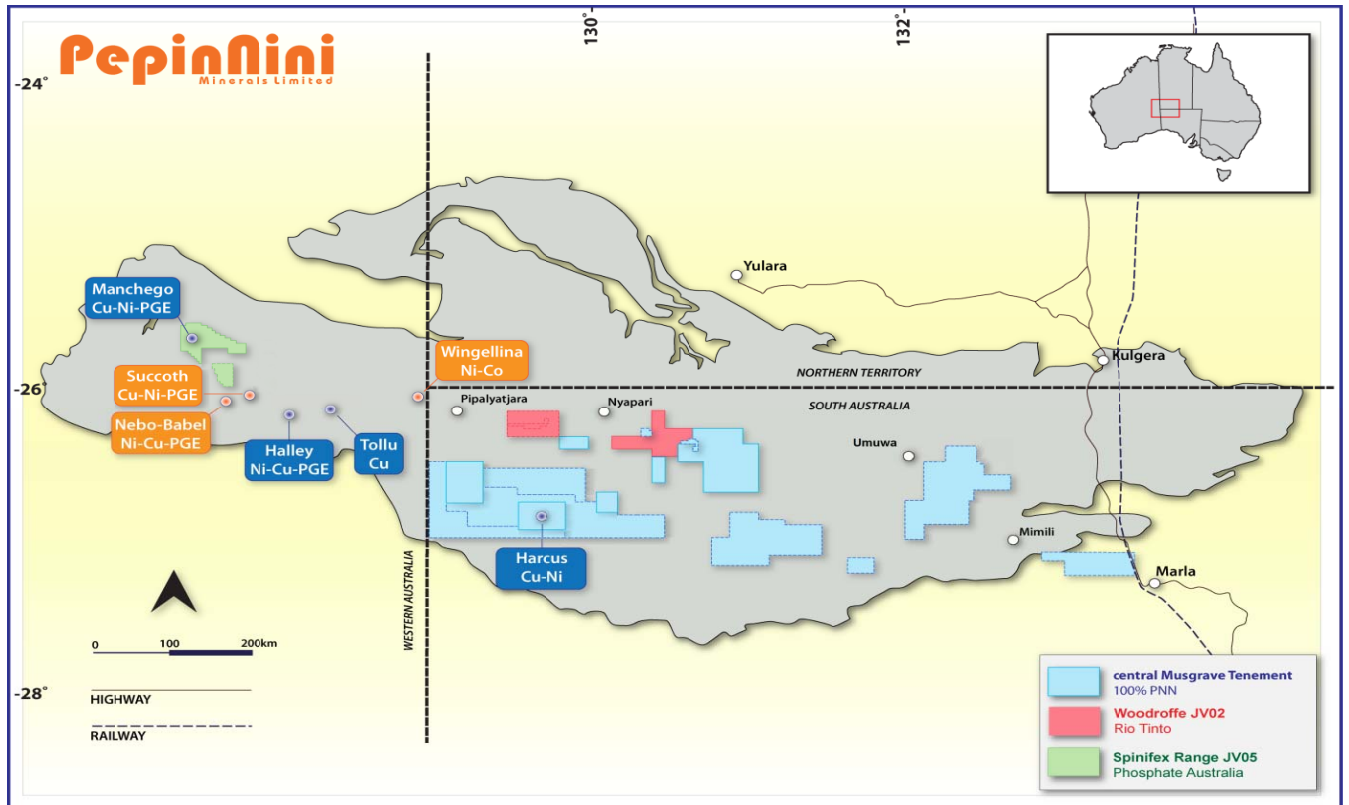 PepinNini
Minerals Limited
130°
132°
-24°
-26°
-28°
Manchego
Cu-Ni-PGE
Succoth
Cu-Ni-PGE
Nebo-Babel
Ni-Cu-PGE
Halley
Ni-Cu-PGE
Tollu
Cu
Wingellina
Ni-Co
Harcus
Cu-Ni
Yulara
Kulgera
NORTHERN TERRITORY
SOUTH AUSTRALIA
WESTERN AUSTRALIA
Pipalyatjara
Nyapari
Umuwa
Mimili
Marla
0 100 200km
HIGHWAY
RAILWAY
central Musgrave Tenement
100% PNN
Woodroffe JV02
Rio Tinto
Spinifex Range JV05
Phosphate Australia